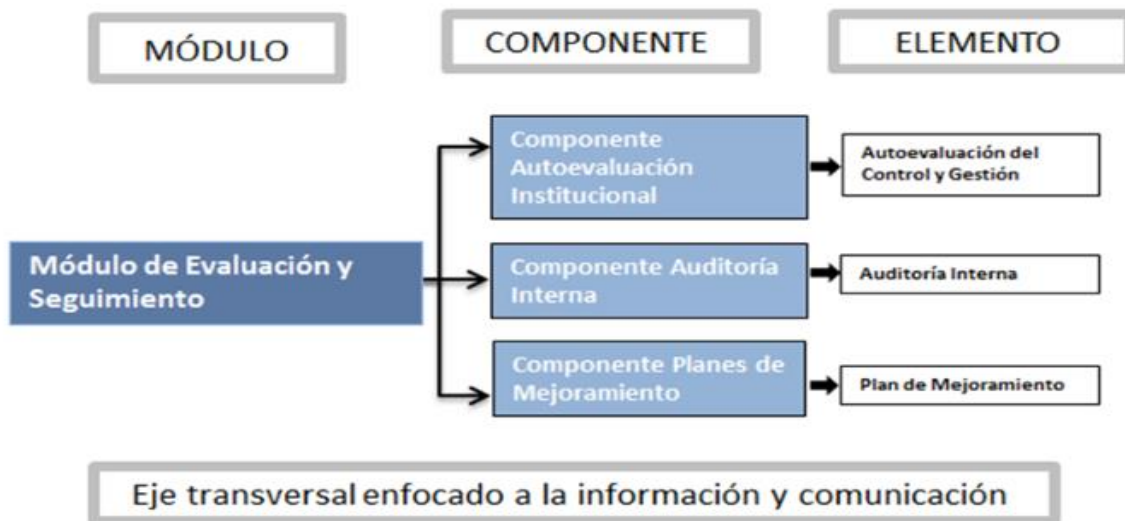 MÓDULO
COMPONENTE
ELEMENTO
Componente
Autoevaluación
Institucional
Autoevaluación del
Control y Gestión
Módulo de Evaluación y
Seguimiento
Componente Auditoría
Interna
Auditoría Interna
Componente Planes de
Mejoramiento
Plan de Mejoramiento
Eje transversal enfocado a la información y comunicación